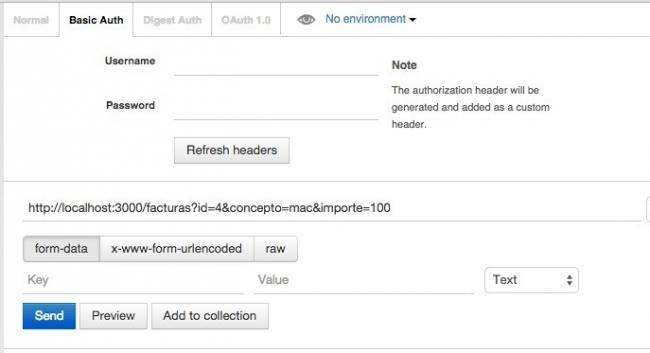 Normal Basic Auth Digest Auth OAuth 1.0 No environment
Username
Note
The authorization header will be
Password
generated and added as a custom
header.
Refresh headers
http://localhost:3000/facturas?id=4&concepto=mac&importe=100
form-data x-www-form-urlencoded raw
Key Value Text
Send Preview Add to collection